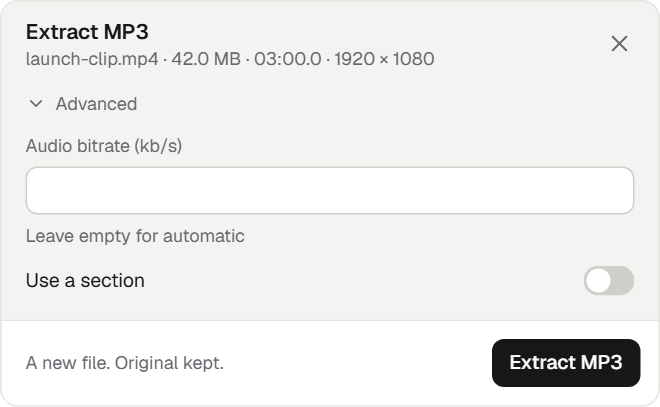 Extract MP3
launch-clip.mp4 · 42.0 MB · 03:00.0 · 1920 × 1080
Advanced
Audio bitrate (kb/s)
Leave empty for automatic
Use a section
A new file. Original kept.
Extract MP3